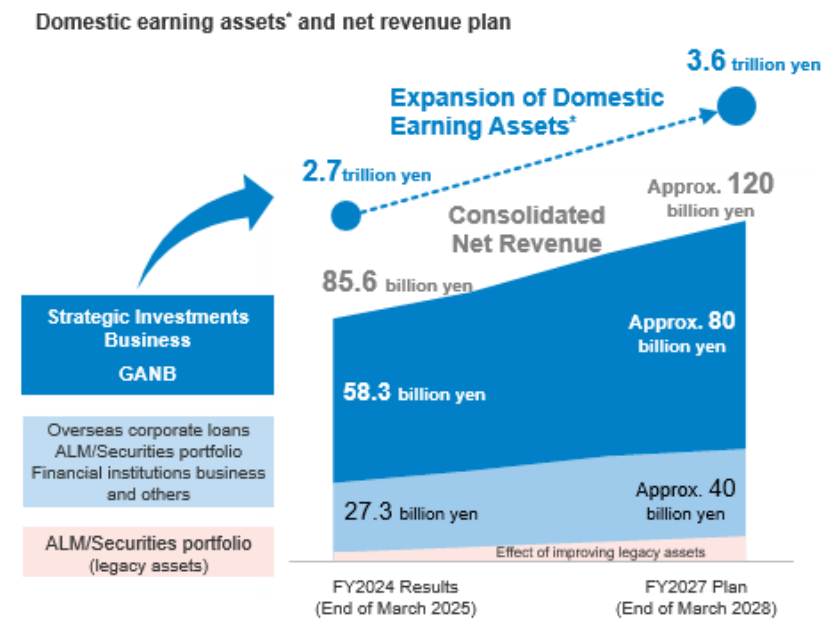 Domestic earning assets* and net revenue plan
3.6 trillion yen
Expansion of Domestic
Earning Assets*
2.7 trillion yen
Approx. 120
billion yen
Consolidated
Net Revenue
85.6 billion yen
Strategic Investments
Business
GANB
Approx. 80
billion yen
58.3 billion yen
Overseas corporate loans
ALM/Securities portfolio
Financial institutions business
and others
Approx. 40
billion yen
27.3 billion yen
ALM/Securities portfolio
(legacy assets)
Effect of improving legacy assets
FY2024 Results
(End of March 2025)
FY2027 Plan
(End of March 2028)